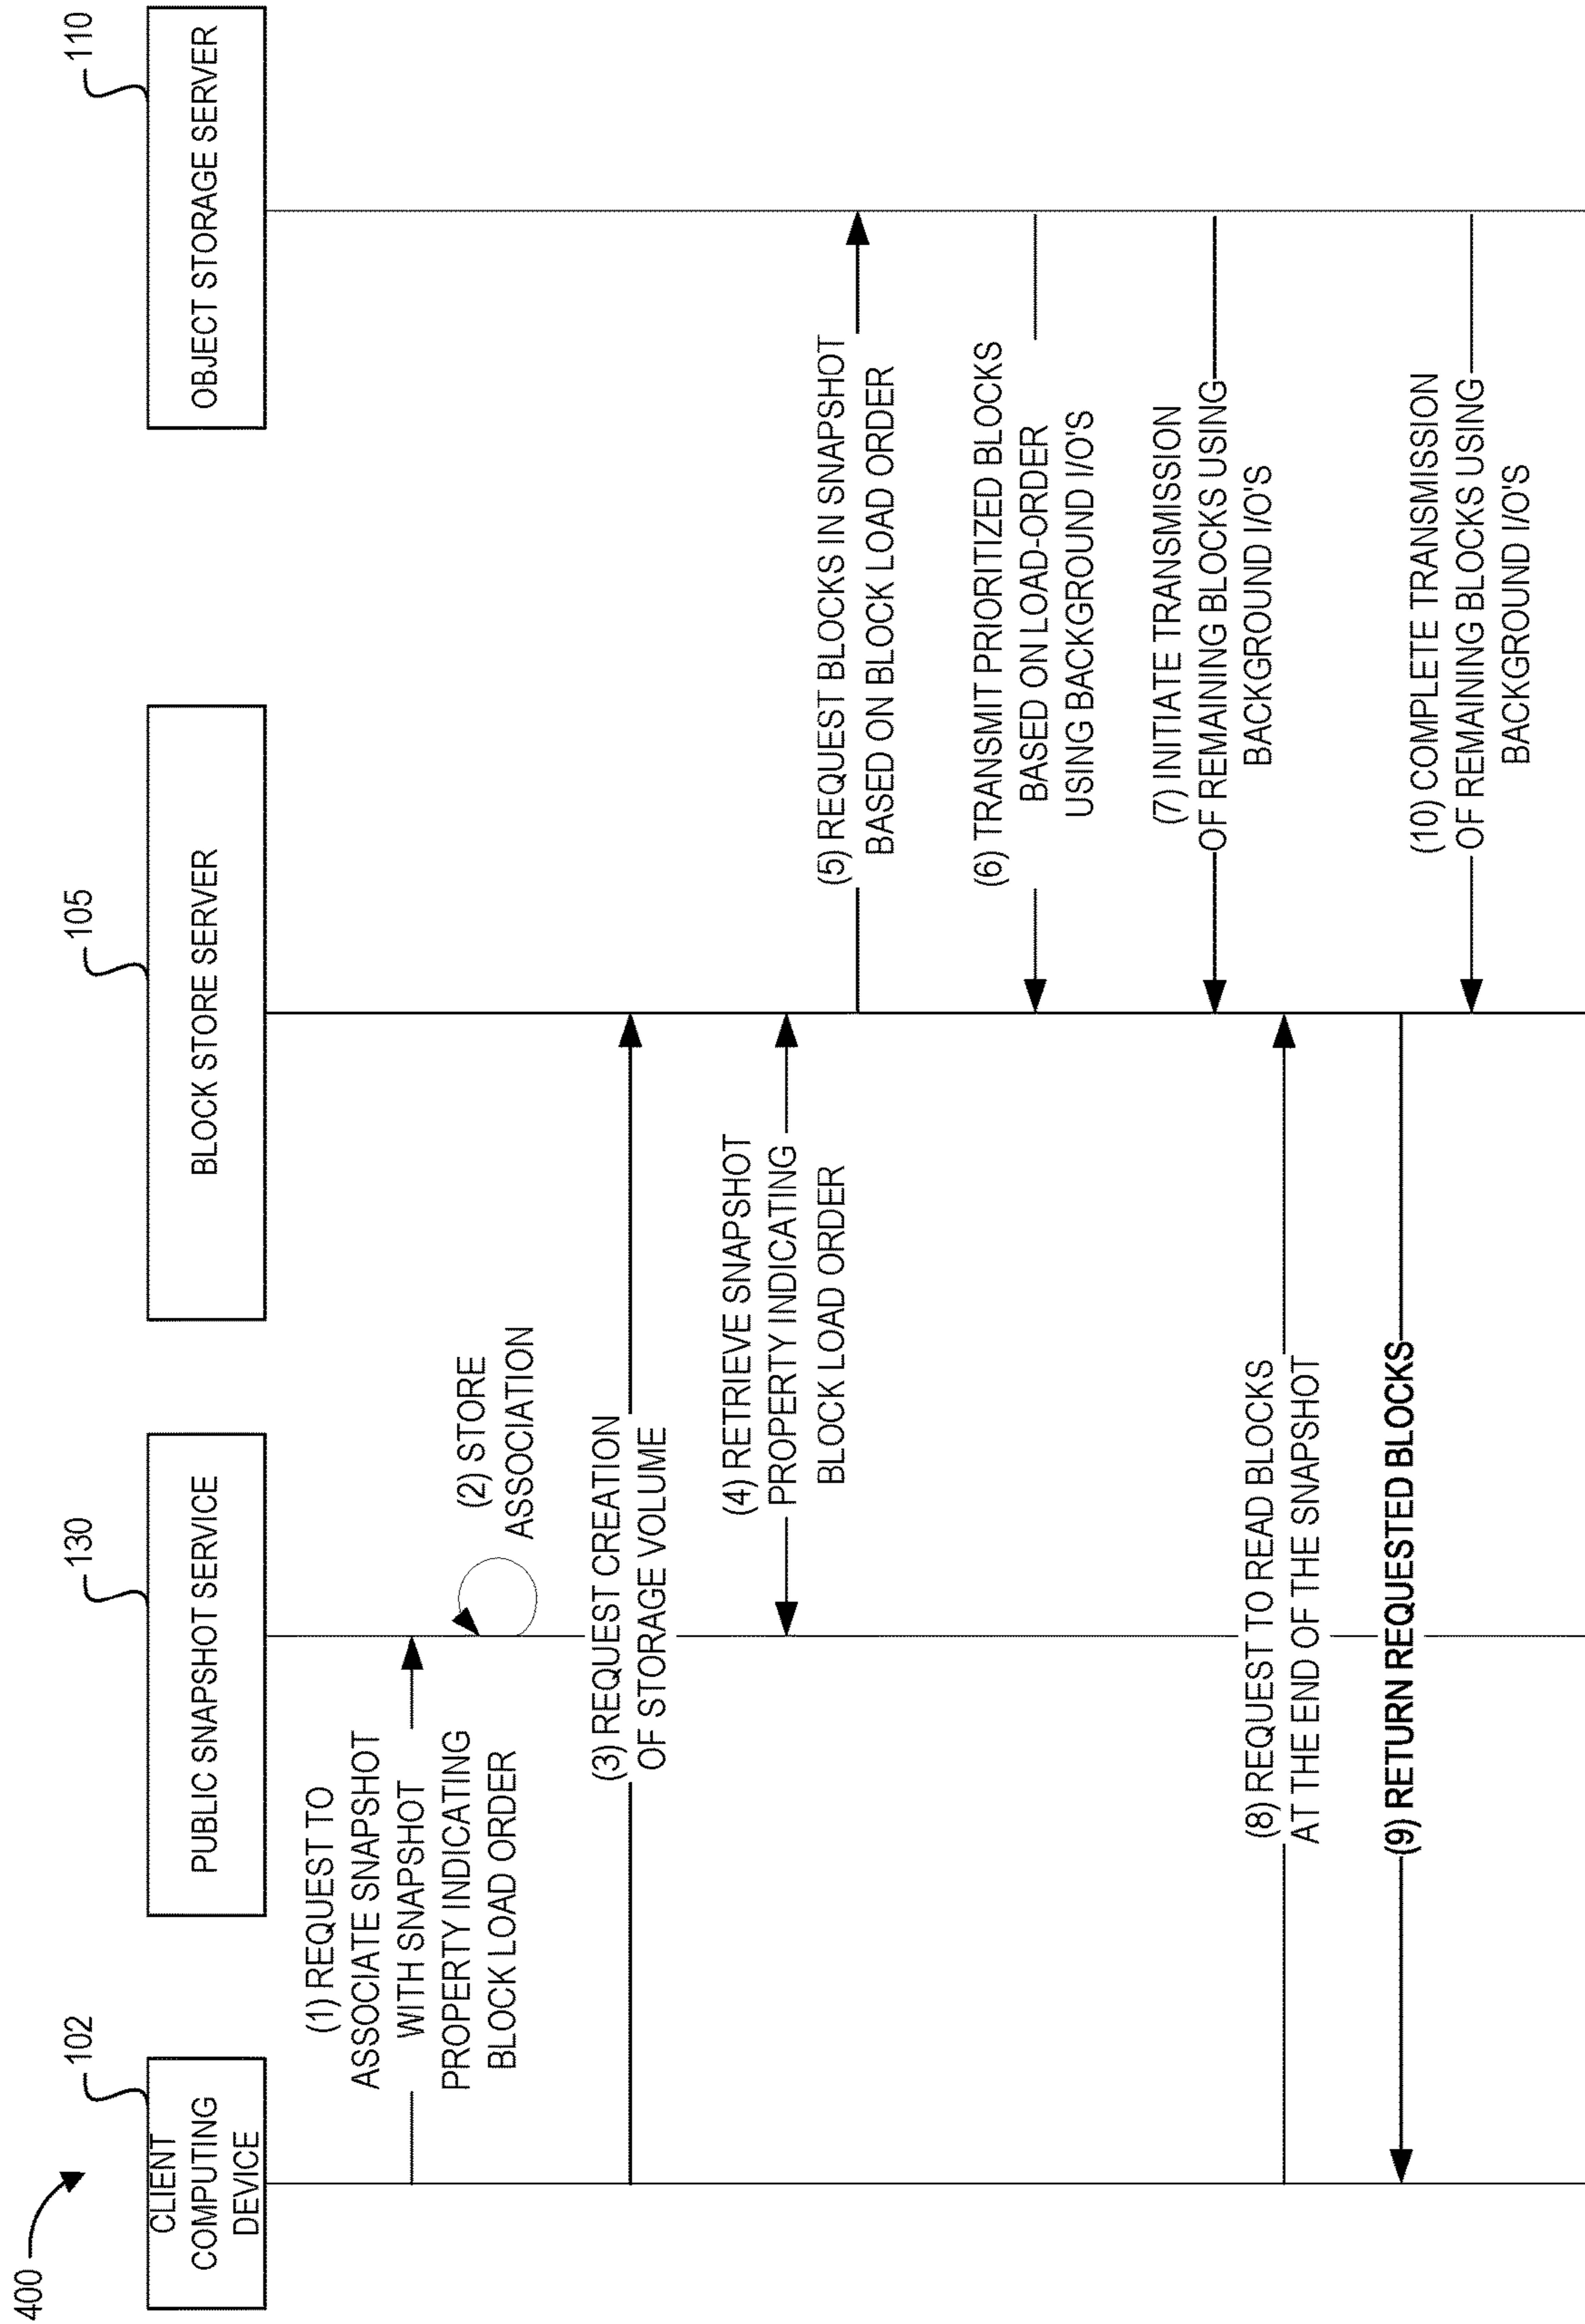 400
102
130
105
110
CLIENT
COMPUTING
DEVICE
PUBLIC SNAPSHOT SERVICE
BLOCK STORE SERVER
OBJECT STORAGE SERVER
(1) REQUEST TO
ASSOCIATE SNAPSHOT
WITH SNAPSHOT
PROPERTY INDICATING
BLOCK LOAD ORDER
(2) STORE
ASSOCIATION
(3) REQUEST CREATION
OF STORAGE VOLUME
(4) RETRIEVE SNAPSHOT
PROPERTY INDICATING
BLOCK LOAD ORDER
(5) REQUEST BLOCKS IN SNAPSHOT
BASED ON BLOCK LOAD ORDER
(6) TRANSMIT PRIORITIZED BLOCKS
BASED ON LOAD-ORDER
USING BACKGROUND I/O'S
(7) INITIATE TRANSMISSION
OF REMAINING BLOCKS USING
BACKGROUND I/O'S
(8) REQUEST TO READ BLOCKS
AT THE END OF THE SNAPSHOT
(9) RETURN REQUESTED BLOCKS
(10) COMPLETE TRANSMISSION
OF REMAINING BLOCKS USING
BACKGROUND I/O'S